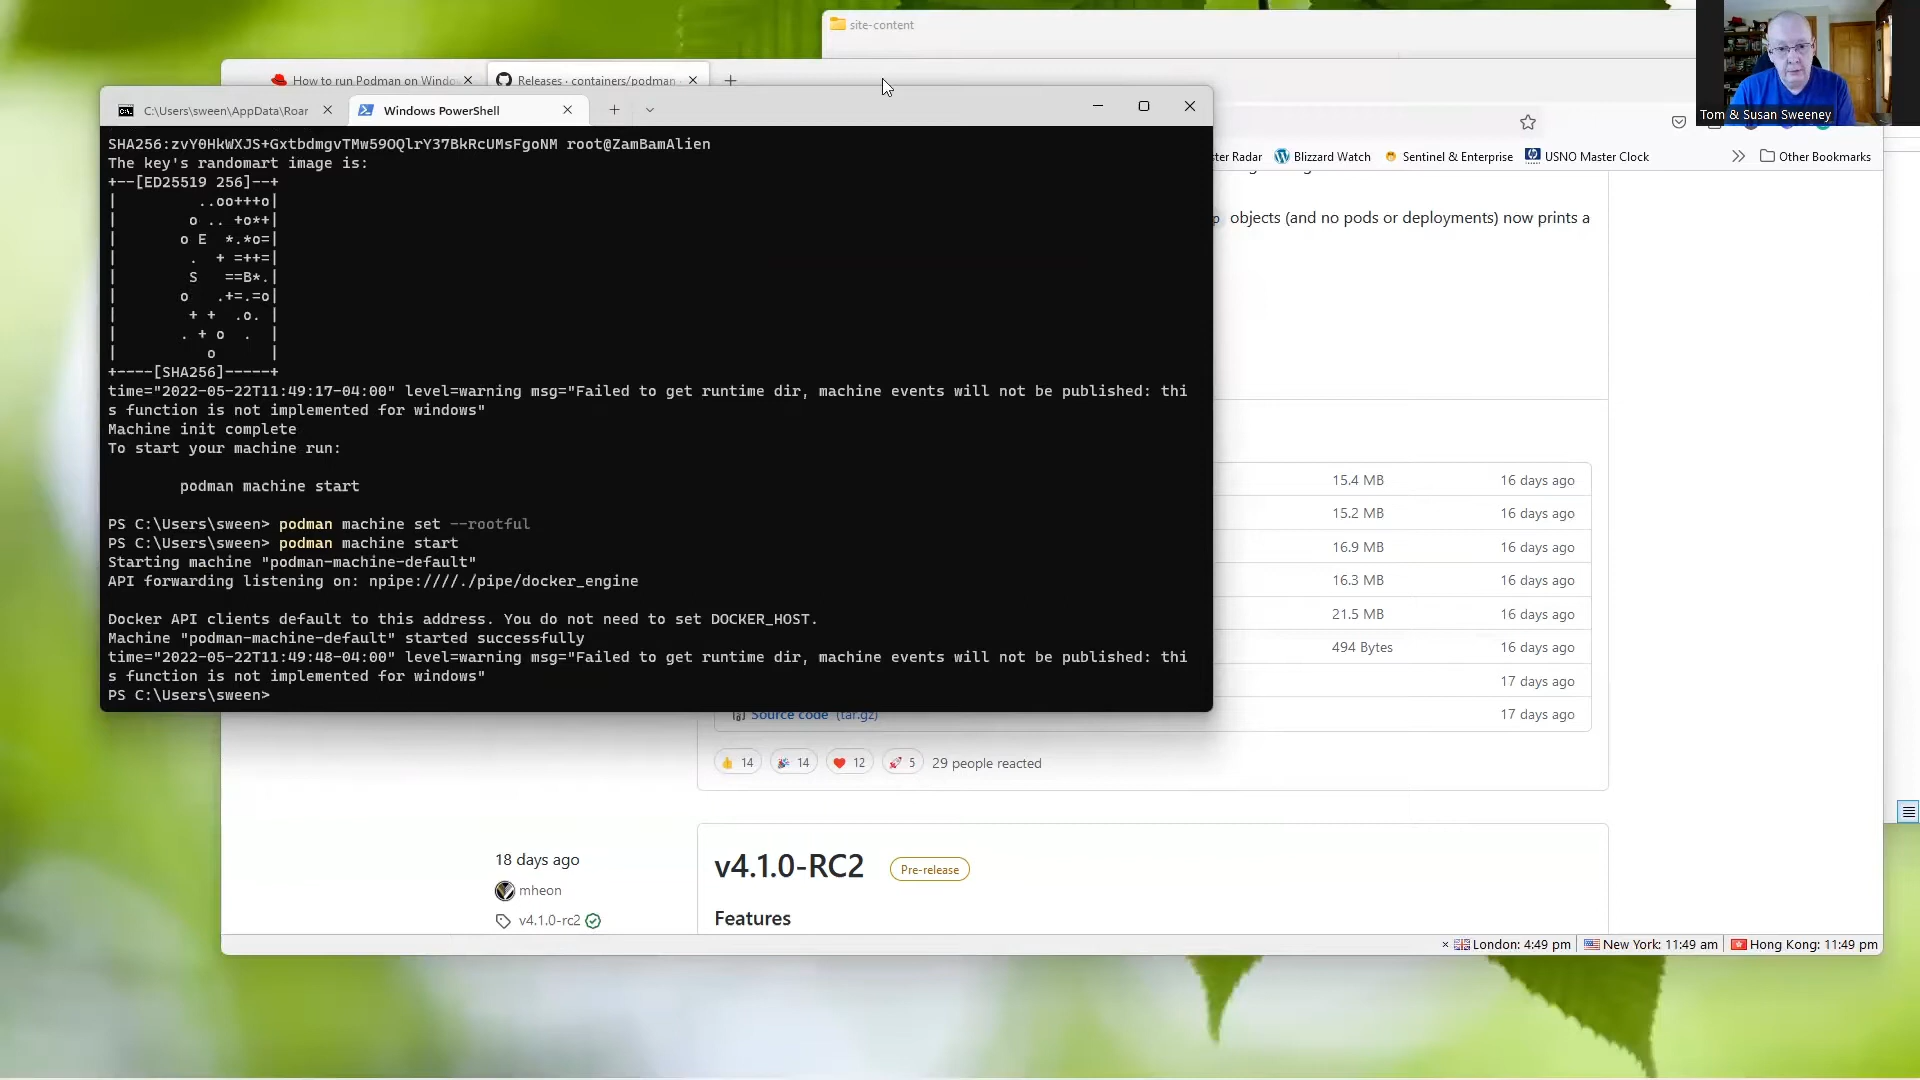 site-content
How to run Podman on Windo
Releases · containers/podman
C:\Users\sween\AppData\Roar
Windows PowerShell
Tom & Susan Sweeney
ster Radar
Blizzard Watch
Sentinel & Enterprise
USNO Master Clock
Other Bookmarks
SHA256:zvY0HkWXJS+GxtbdmgvTMw59OQlrY37BkRcUMsFgoNM root@ZamBamAlien
The key's randomart image is:
+--[ED25519 256]--+
|         ..oo+++o|
|        o .. +o*+|
|       o E  *.*o=|
|        .  + =++=|
|        S   ==B*.|
|       o   .+=.=o|
|        + +  .o. |
|       . + o  .  |
|          o      |
+----[SHA256]-----+
time="2022-05-22T11:49:17-04:00" level=warning msg="Failed to get runtime dir, machine events will not be published: thi
s function is not implemented for windows"
Machine init complete
To start your machine run:
podman machine start
PS C:\Users\sween> podman machine set --rootful
PS C:\Users\sween> podman machine start
Starting machine "podman-machine-default"
API forwarding listening on: npipe:////./pipe/docker_engine
Docker API clients default to this address. You do not need to set DOCKER_HOST.
Machine "podman-machine-default" started successfully
time="2022-05-22T11:49:48-04:00" level=warning msg="Failed to get runtime dir, machine events will not be published: thi
s function is not implemented for windows"
PS C:\Users\sween>
p objects (and no pods or deployments) now prints a
15.4 MB 16 days ago
15.2 MB 16 days ago
16.9 MB 16 days ago
16.3 MB 16 days ago
21.5 MB 16 days ago
494 Bytes 16 days ago
17 days ago
Source code (tar.gz) 17 days ago
14 14 12 5 29 people reacted
18 days ago
mheon
v4.1.0-rc2
v4.1.0-RC2 Pre-release
Features
× London: 4:49 pm New York: 11:49 am Hong Kong: 11:49 pm